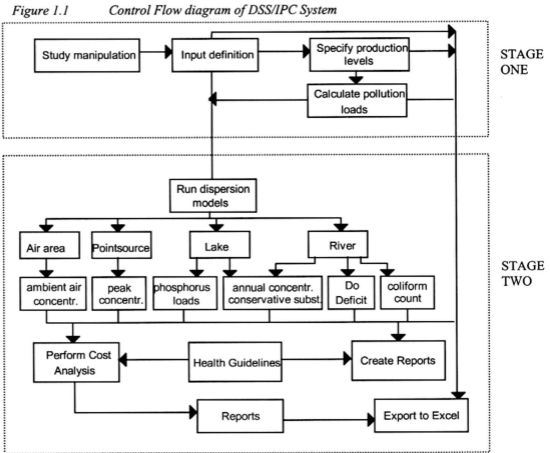 Figure 1.1 Control Flow diagram of DSS/IPC System
Study manipulation
Input definition
Specify production
levels
STAGE
ONE
Calculate pollution
loads
Run dispersion
models
Air area
Pointsource
Lake
River
STAGE
TWO
ambient air
concentr.
peak
concentr.
phosphorus
loads
annual concentr.
conservative subst.
Do
Deficit
coliform
count
Perform Cost
Analysis
Health Guidelines
Create Reports
Reports
Export to Excel